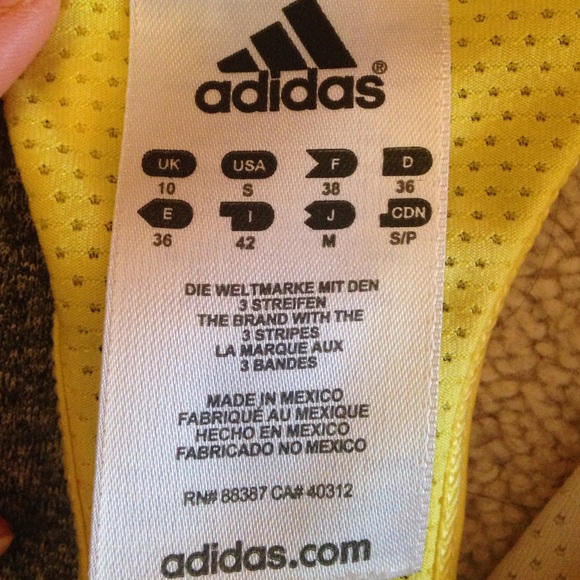 adidas®
UK USA F D
10 S 38 36
E I J CDN
36 42 M S/P
DIE WELTMARKE MIT DEN
3 STREIFEN
THE BRAND WITH THE
3 STRIPES
LA MARQUE AUX
3 BANDES
MADE IN MEXICO
FABRIQUÉ AU MEXIQUE
HECHO EN MEXICO
FABRICADO NO MEXICO
RN# 88387 CA# 40312
adidas.com